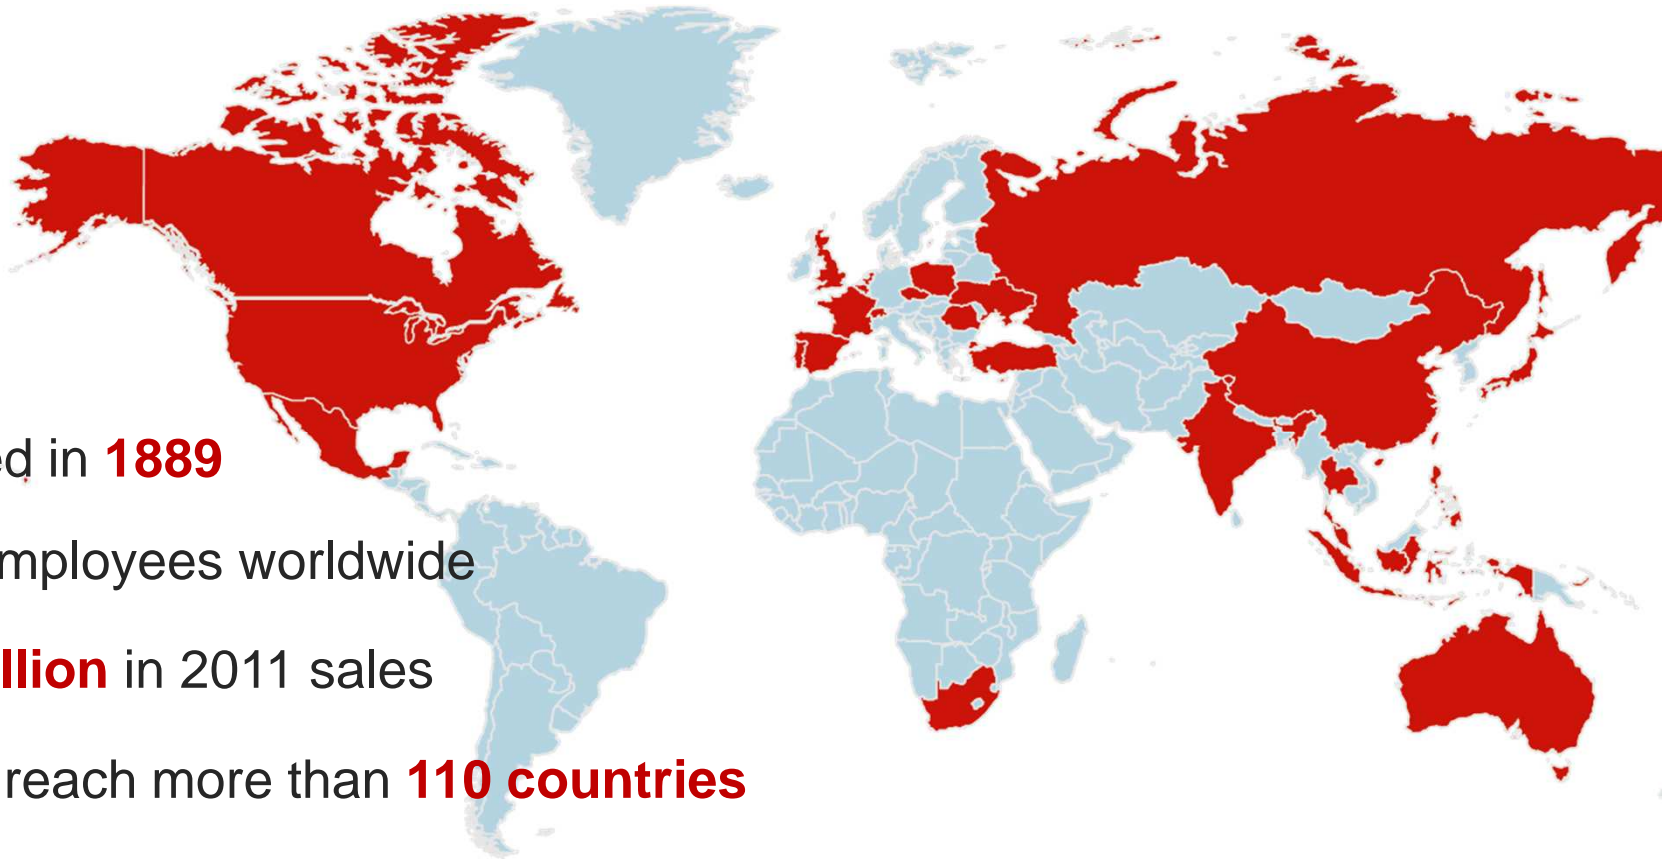 ed in 1889
mployees worldwide
llion in 2011 sales
reach more than 110 countries